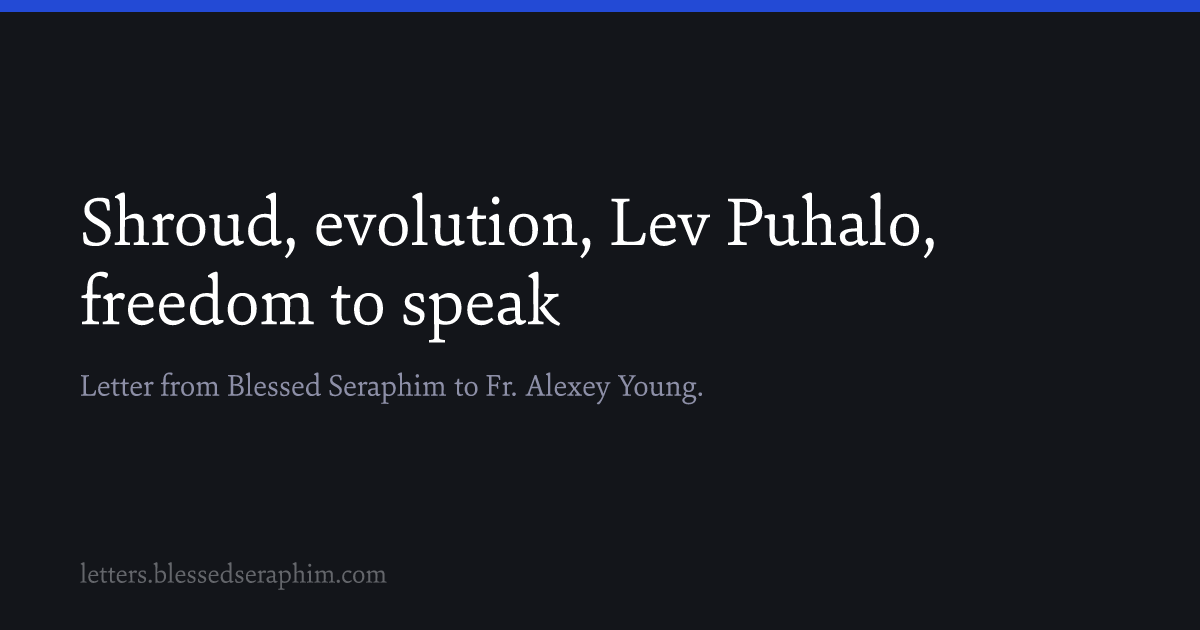 Shroud, evolution, Lev Puhalo,
freedom to speak
Letter from Blessed Seraphim to Fr. Alexey Young.
letters.blessedseraphim.com